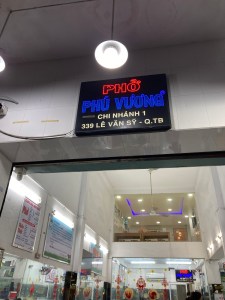 PHỞ
PHÚ VƯƠNG
CHI NHÁNH 1
339 LÊ VĂN SỸ - Q.TB